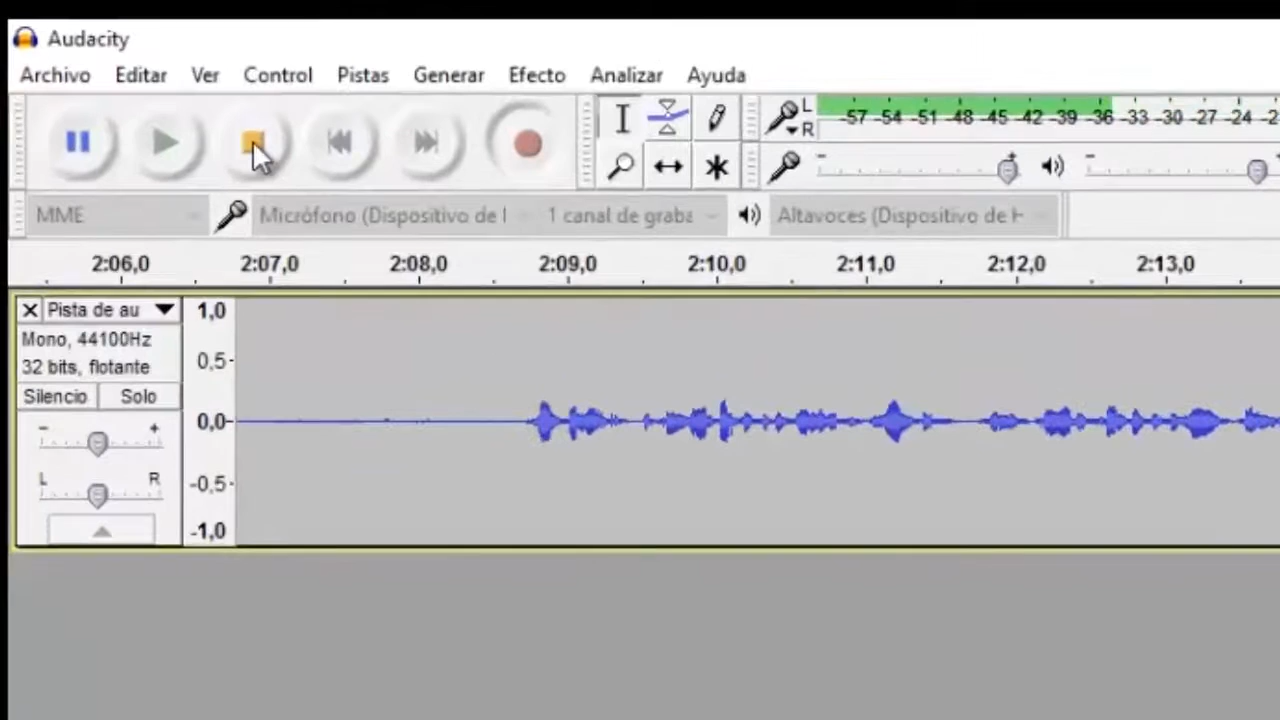 Audacity
Archivo Editar Ver Control Pistas Generar Efecto Analizar Ayuda
L
R
-57 -54 -51 -48 -45 -42 -39 -36 -33 -30 -27 -24
- +
-
MME Micrófono (Dispositivo de 1 canal de graba Altavoces (Dispositivo de
2:06,0 2:07,0 2:08,0 2:09,0 2:10,0 2:11,0 2:12,0 2:13,0
X Pista de au 1,0
Mono, 44100Hz
32 bits, flotante 0,5-
Silencio Solo
- + 0,0-
L R -0,5-
-1,0